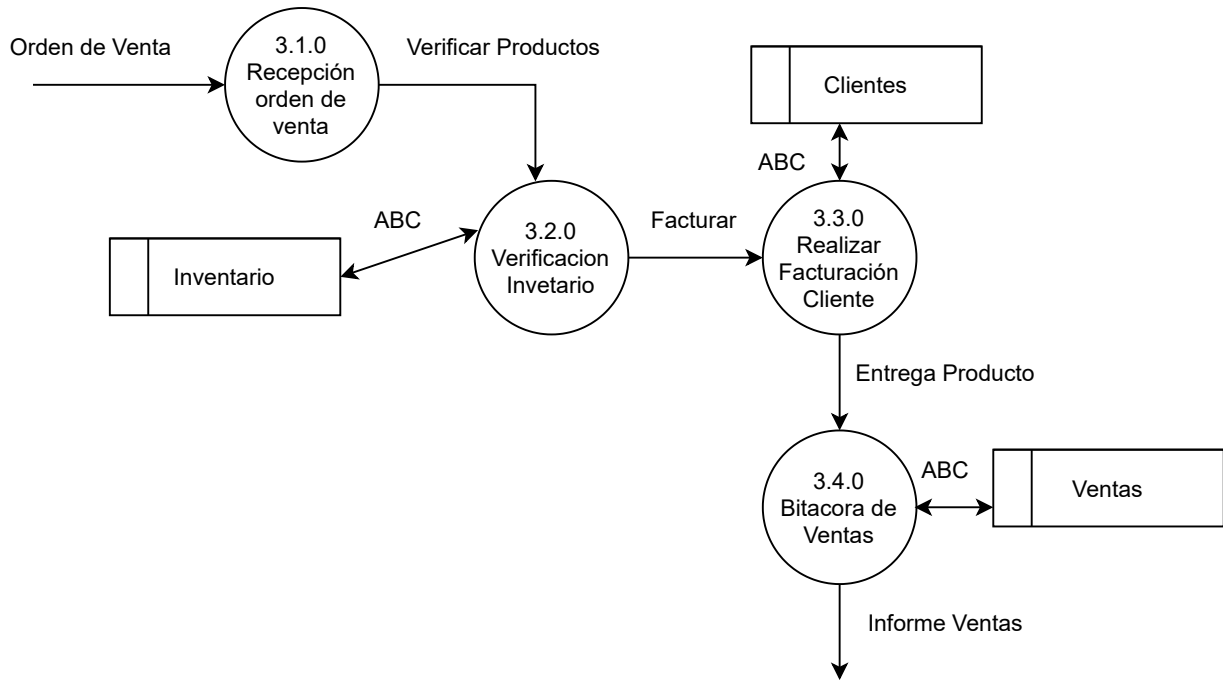 Orden de Venta
3.1.0
Recepción
orden de
venta
Verificar Productos
Clientes
ABC
ABC
Inventario
3.2.0
Verificacion
Invetario
Facturar
3.3.0
Realizar
Facturación
Cliente
Entrega Producto
3.4.0
Bitacora de
Ventas
ABC
Ventas
Informe Ventas